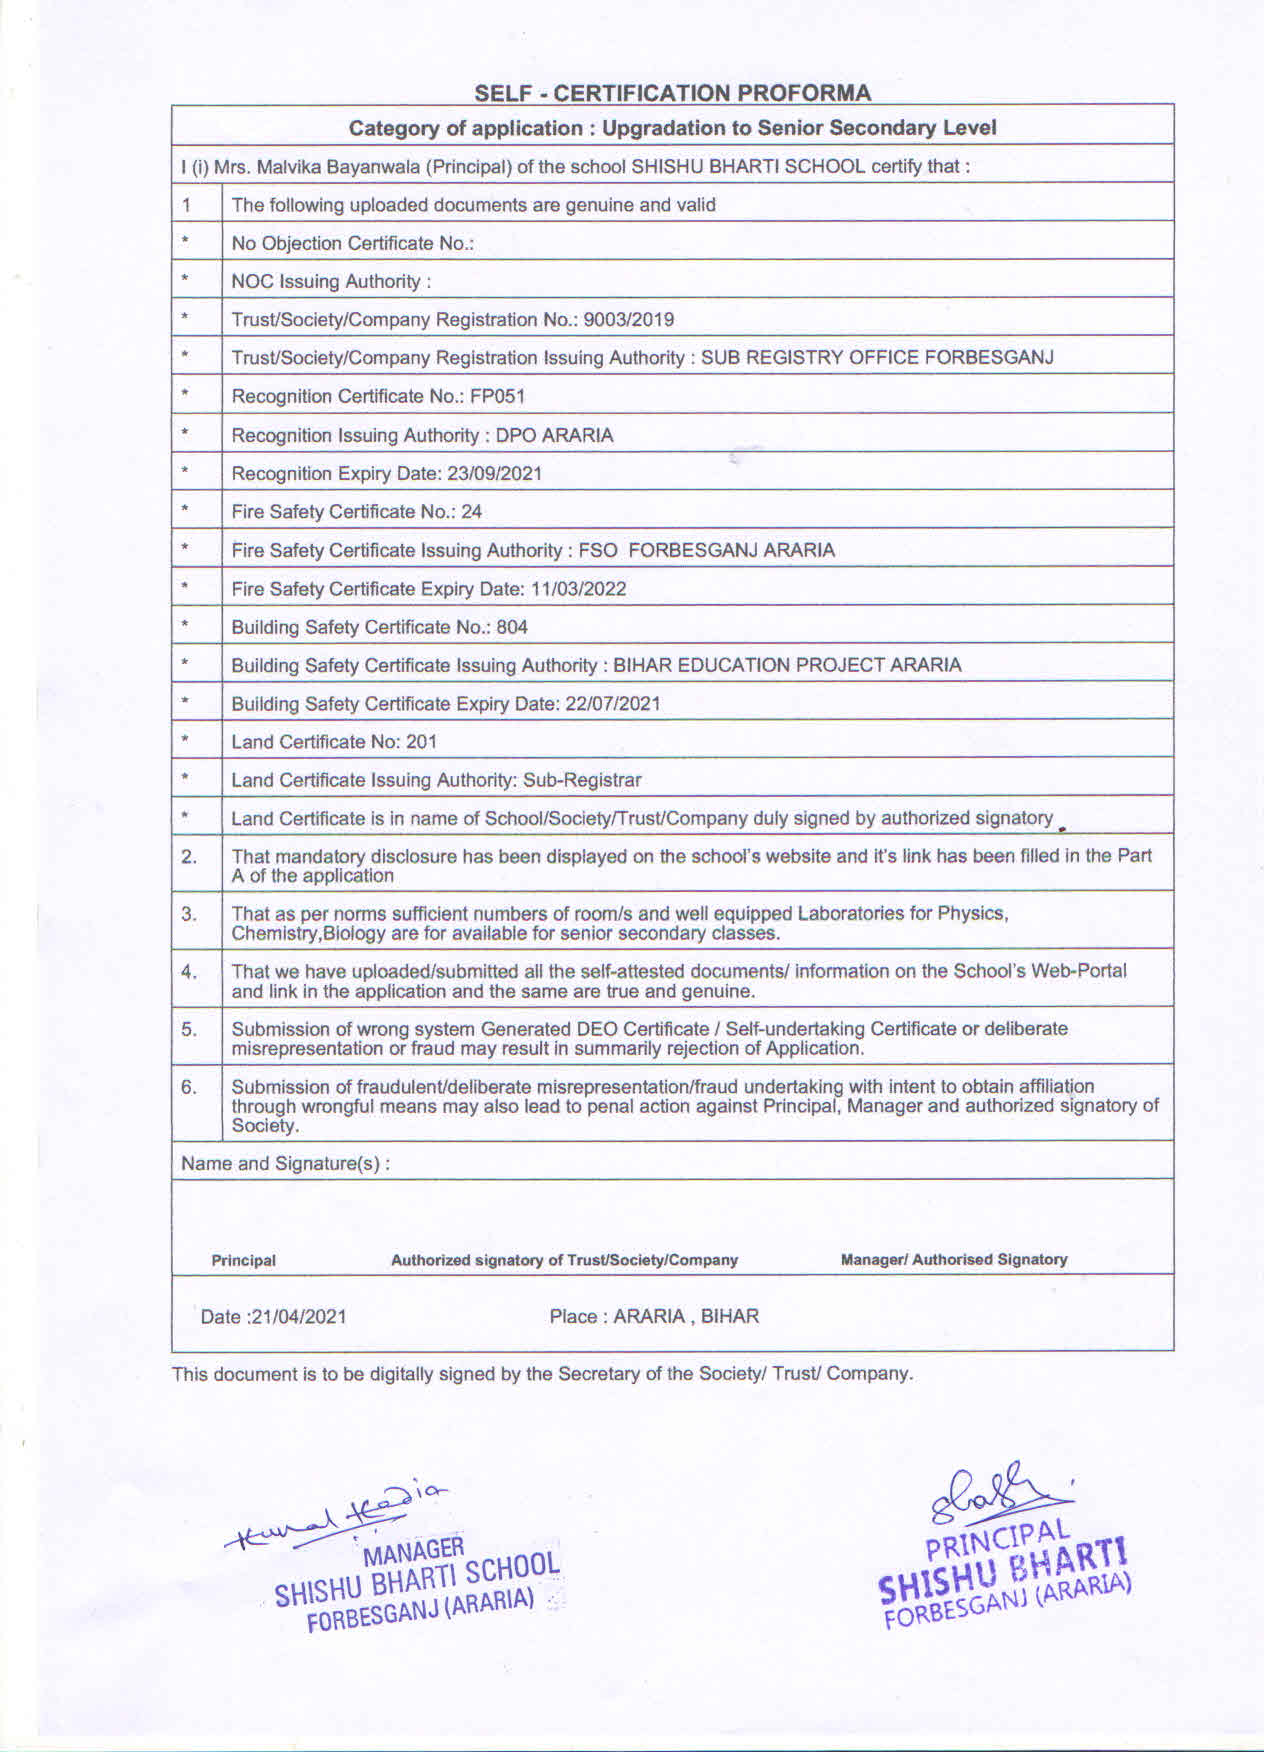 SELF - CERTIFICATION PROFORMA
Category of application : Upgradation to Senior Secondary Level
I (i) Mrs. Malvika Bayanwala (Principal) of the school SHISHU BHARTI SCHOOL certify that :
1 The following uploaded documents are genuine and valid
* No Objection Certificate No.:
* NOC Issuing Authority :
* Trust/Society/Company Registration No.: 9003/2019
* Trust/Society/Company Registration Issuing Authority : SUB REGISTRY OFFICE FORBESGANJ
* Recognition Certificate No.: FP051
* Recognition Issuing Authority : DPO ARARIA
* Recognition Expiry Date: 23/09/2021
* Fire Safety Certificate No.: 24
* Fire Safety Certificate Issuing Authority : FSO FORBESGANJ ARARIA
* Fire Safety Certificate Expiry Date: 11/03/2022
* Building Safety Certificate No.: 804
* Building Safety Certificate Issuing Authority : BIHAR EDUCATION PROJECT ARARIA
* Building Safety Certificate Expiry Date: 22/07/2021
* Land Certificate No: 201
* Land Certificate Issuing Authority: Sub-Registrar
* Land Certificate is in name of School/Society/Trust/Company duly signed by authorized signatory
2. That mandatory disclosure has been displayed on the school's website and it's link has been filled in the Part
A of the application
3. That as per norms sufficient numbers of room/s and well equipped Laboratories for Physics,
Chemistry,Biology are for available for senior secondary classes.
4. That we have uploaded/submitted all the self-attested documents/ information on the School's Web-Portal
and link in the application and the same are true and genuine.
5. Submission of wrong system Generated DEO Certificate / Self-undertaking Certificate or deliberate
misrepresentation or fraud may result in summarily rejection of Application.
6. Submission of fraudulent/deliberate misrepresentation/fraud undertaking with intent to obtain affiliation
through wrongful means may also lead to penal action against Principal, Manager and authorized signatory of
Society.
Name and Signature(s) :
Principal Authorized signatory of Trust/Society/Company Manager/ Authorised Signatory
Date :21/04/2021 Place : ARARIA , BIHAR
This document is to be digitally signed by the Secretary of the Society/ Trust/ Company.
Kunal Kedia
MANAGER
SHISHU BHARTI SCHOOL
FORBESGANJ (ARARIA)
PRINCIPAL
SHISHU BHARTI
FORBESGANJ (ARARIA)